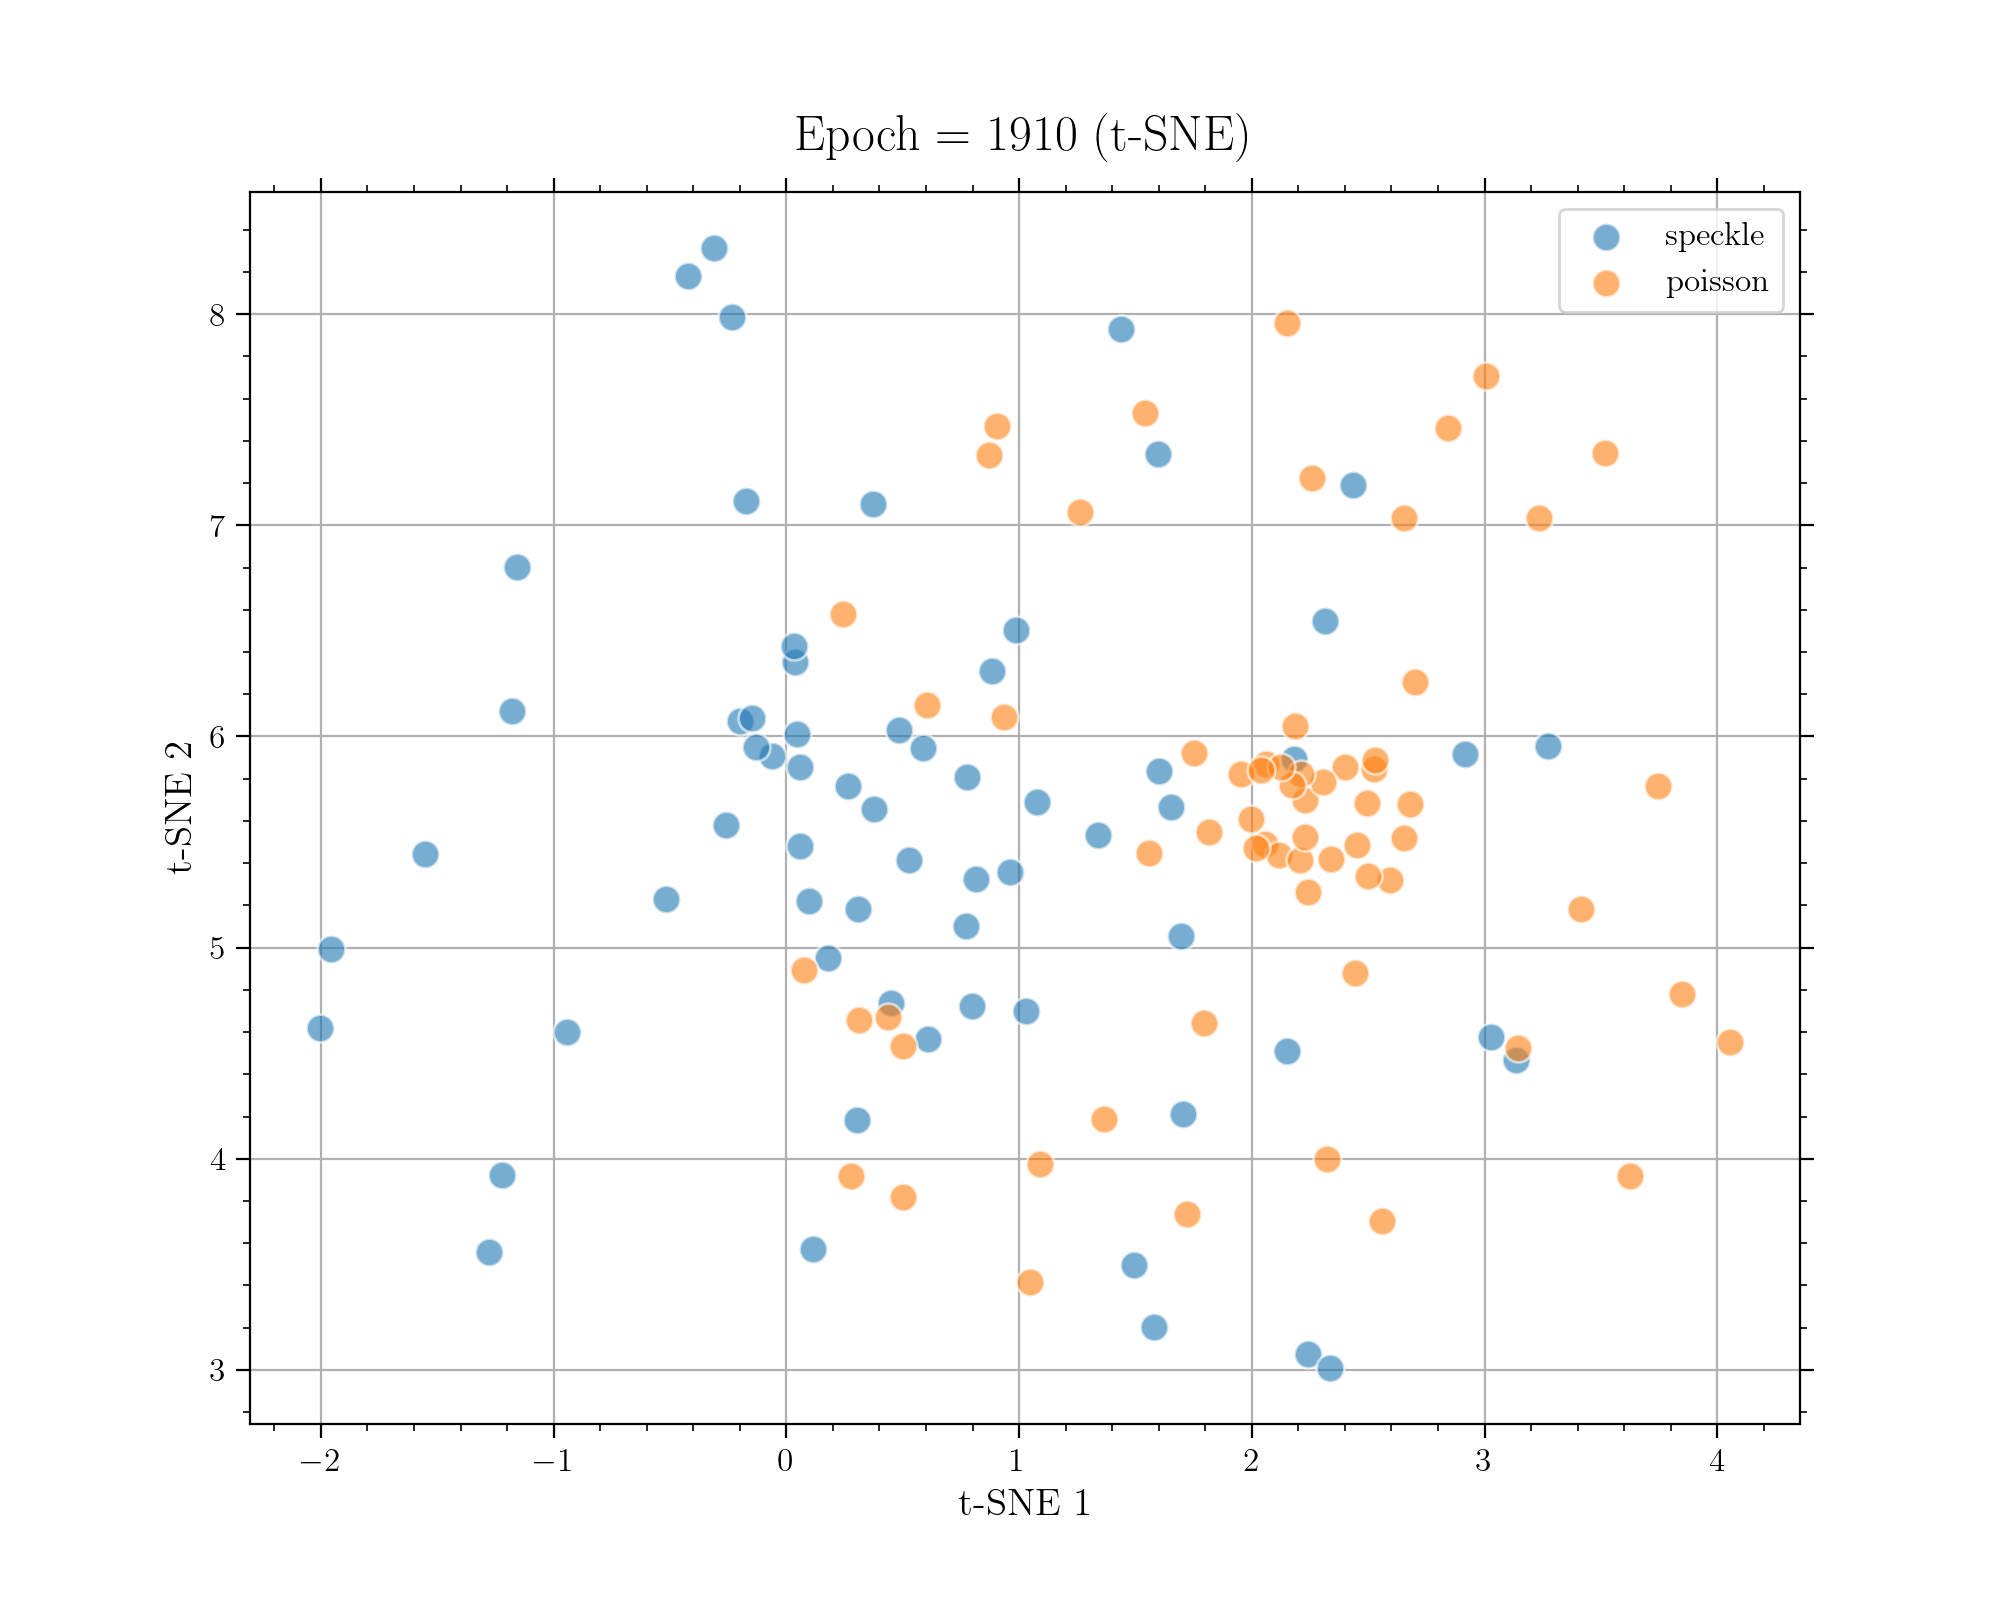 Epoch = 1910 (t-SNE)
speckle
poisson
8
7
6
5
4
3
t-SNE 2
−2
−1
0
1
2
3
4
t-SNE 1